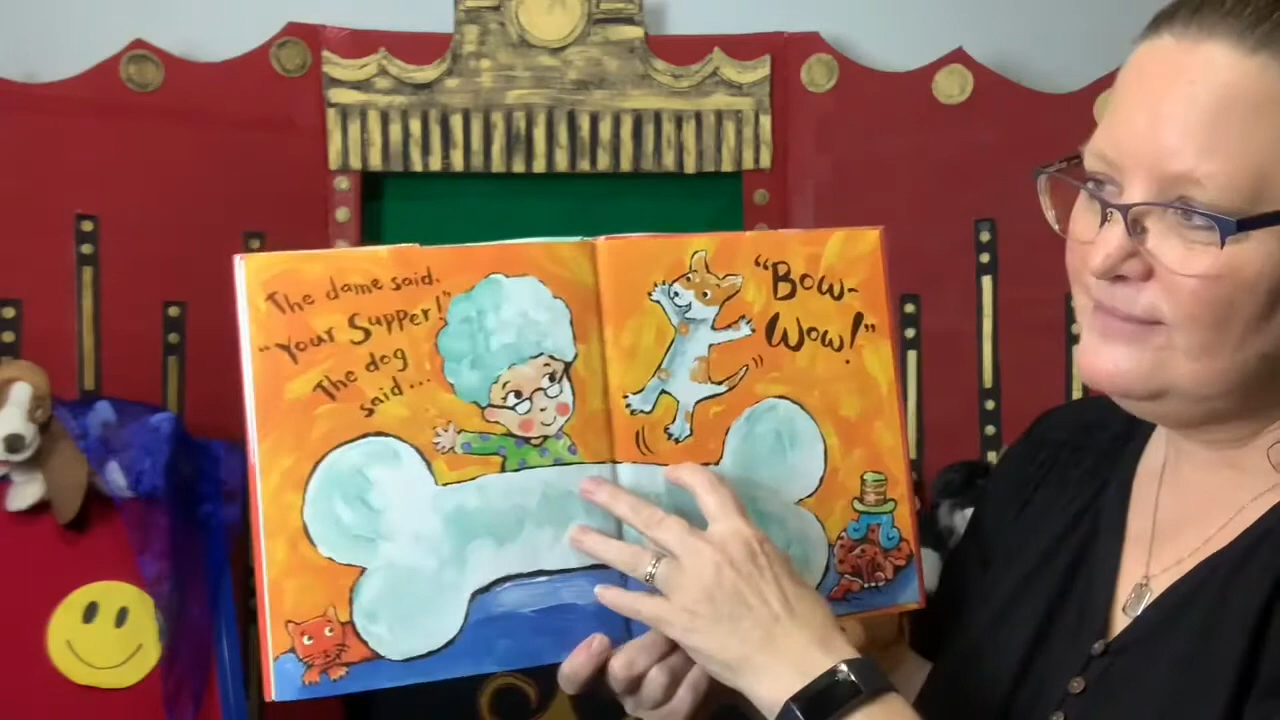 The dame said,
"Your Supper!"
The dog
said...
"Bow-
Wow!"